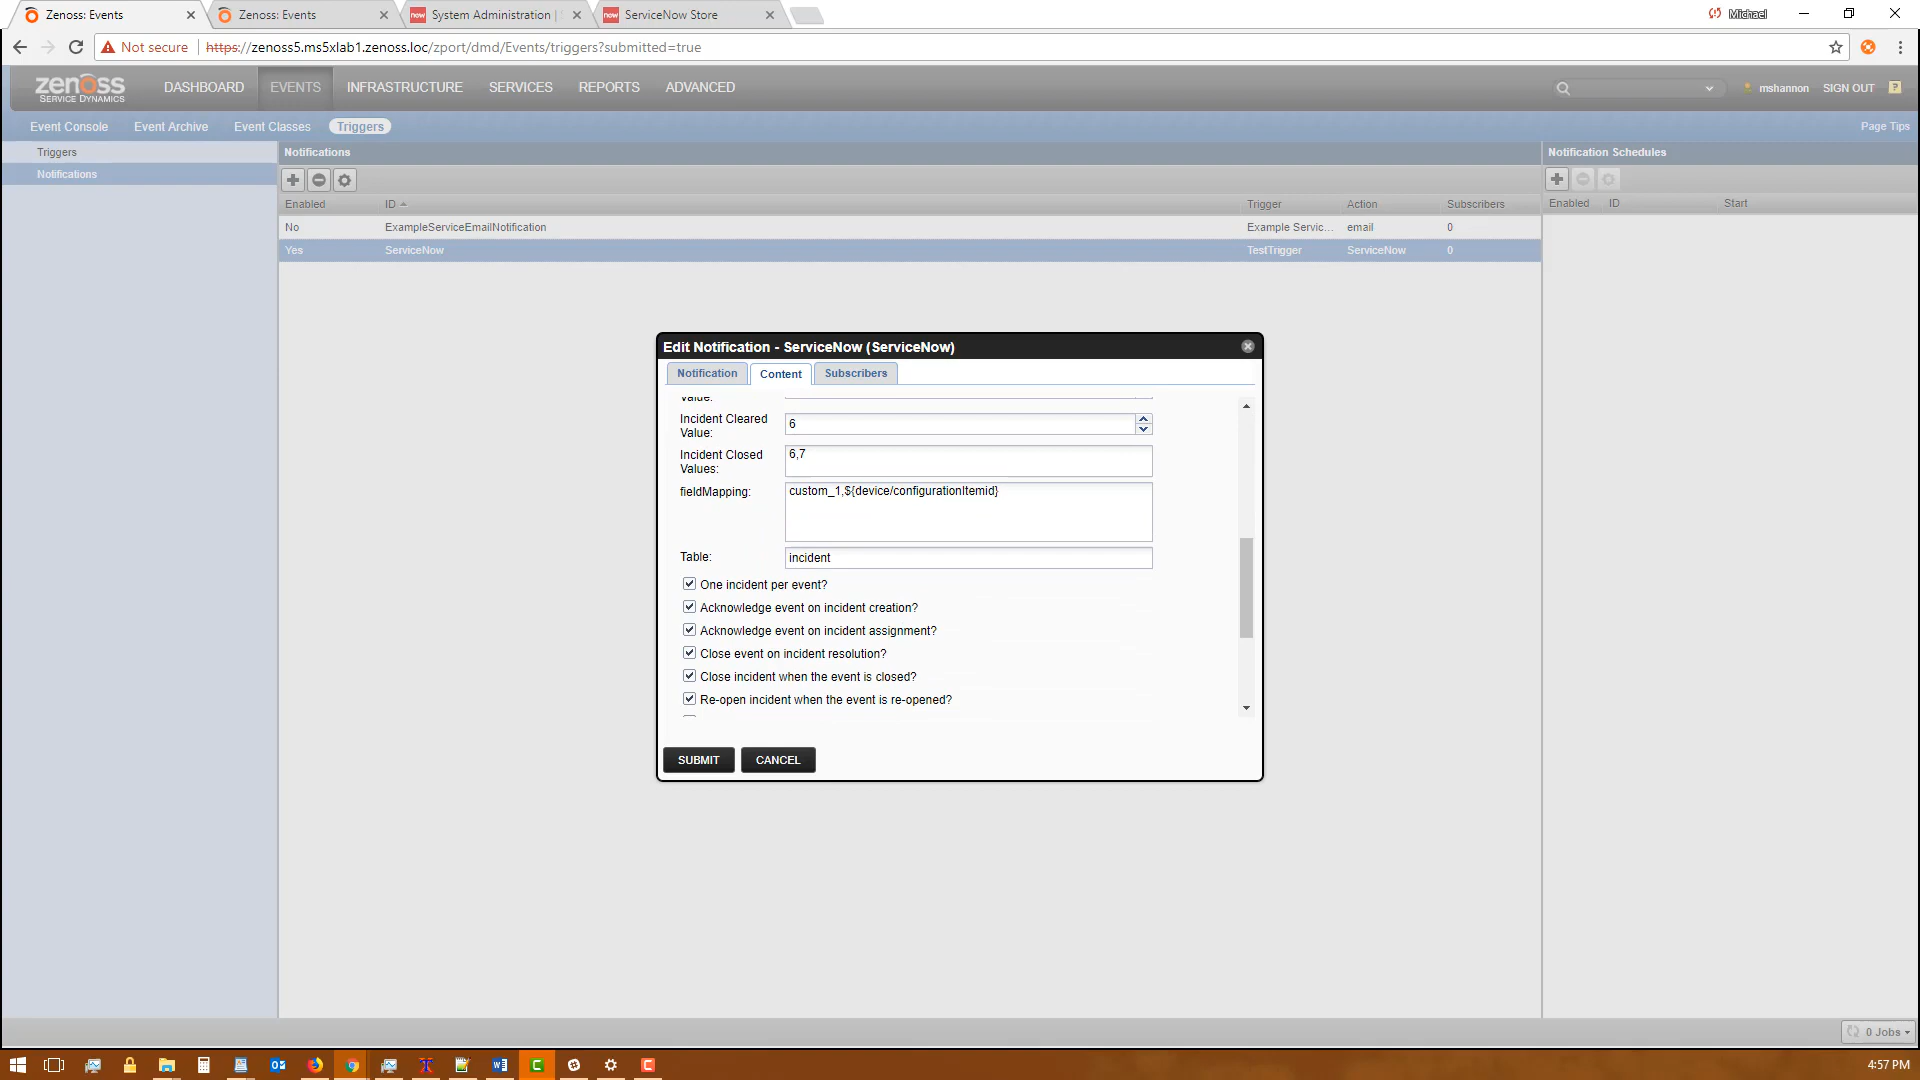 Zenoss: Events
Zenoss: Events
System Administration |
ServiceNow Store
Michael
Not secure
https://zenoss5.ms5xlab1.zenoss.loc/zport/dmd/Events/triggers?submitted=true
zenoss
SERVICE DYNAMICS
DASHBOARD
EVENTS
INFRASTRUCTURE
SERVICES
REPORTS
ADVANCED
mshannon
SIGN OUT
?
Event Console
Event Archive
Event Classes
Triggers
Page Tips
Triggers
Notifications
Notifications
Enabled ID Trigger Action Subscribers
No ExampleServiceEmailNotification Example Servic... email 0
Yes ServiceNow TestTrigger ServiceNow 0
Notification Schedules
Enabled ID Start
Edit Notification - ServiceNow (ServiceNow)
Notification
Content
Subscribers
Value:
Incident Cleared
Value:
6
Incident Closed
Values:
6,7
fieldMapping:
custom_1,${device/configurationItemid}
Table:
incident
One incident per event?
Acknowledge event on incident creation?
Acknowledge event on incident assignment?
Close event on incident resolution?
Close incident when the event is closed?
Re-open incident when the event is re-opened?
SUBMIT
CANCEL
0 Jobs
4:57 PM